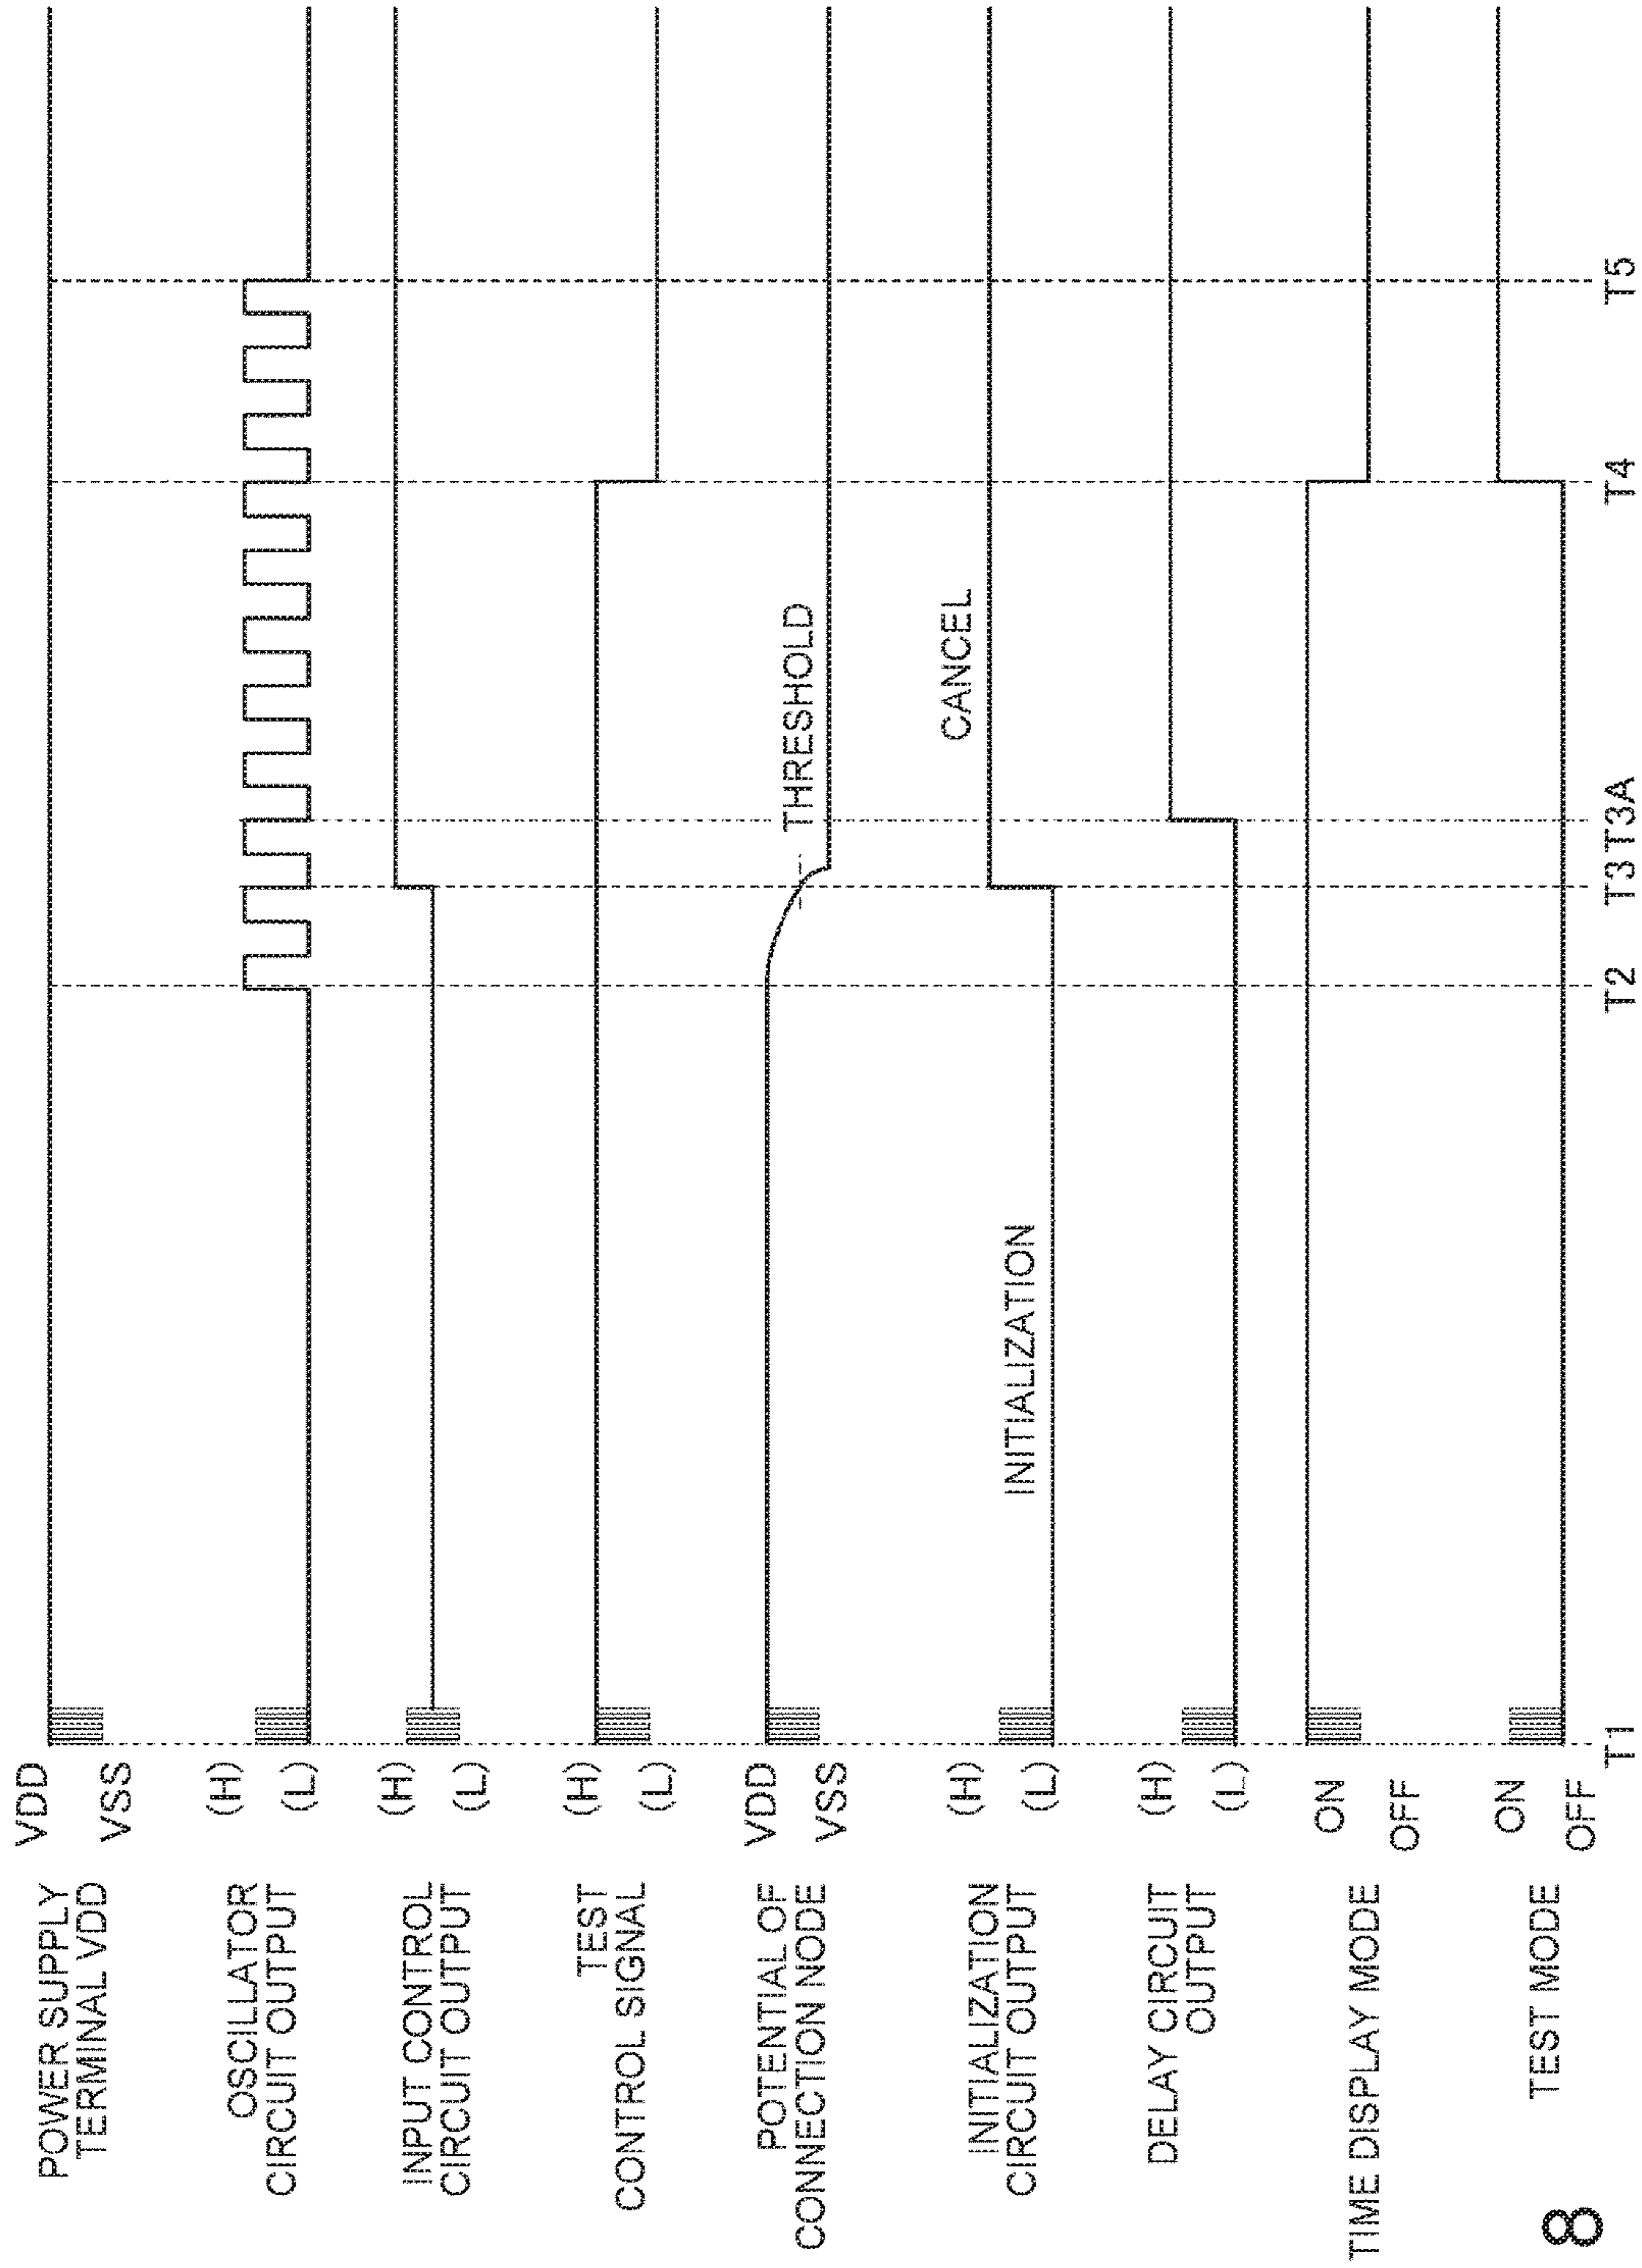 POWER SUPPLY
TERMINAL VDD
VDD
VSS
OSCILLATOR
CIRCUIT OUTPUT
(H)
(L)
INPUT CONTROL
CIRCUIT OUTPUT
(H)
(L)
TEST
CONTROL SIGNAL
(H)
(L)
POTENTIAL OF
CONNECTION NODE
VDD
VSS
THRESHOLD
INITIALIZATION
CIRCUIT OUTPUT
(H)
(L)
INITIALIZATION
CANCEL
DELAY CIRCUIT
OUTPUT
(H)
(L)
TIME DISPLAY MODE
ON
OFF
TEST MODE
ON
OFF
T1 T2 T3 T3A T4 T5
8